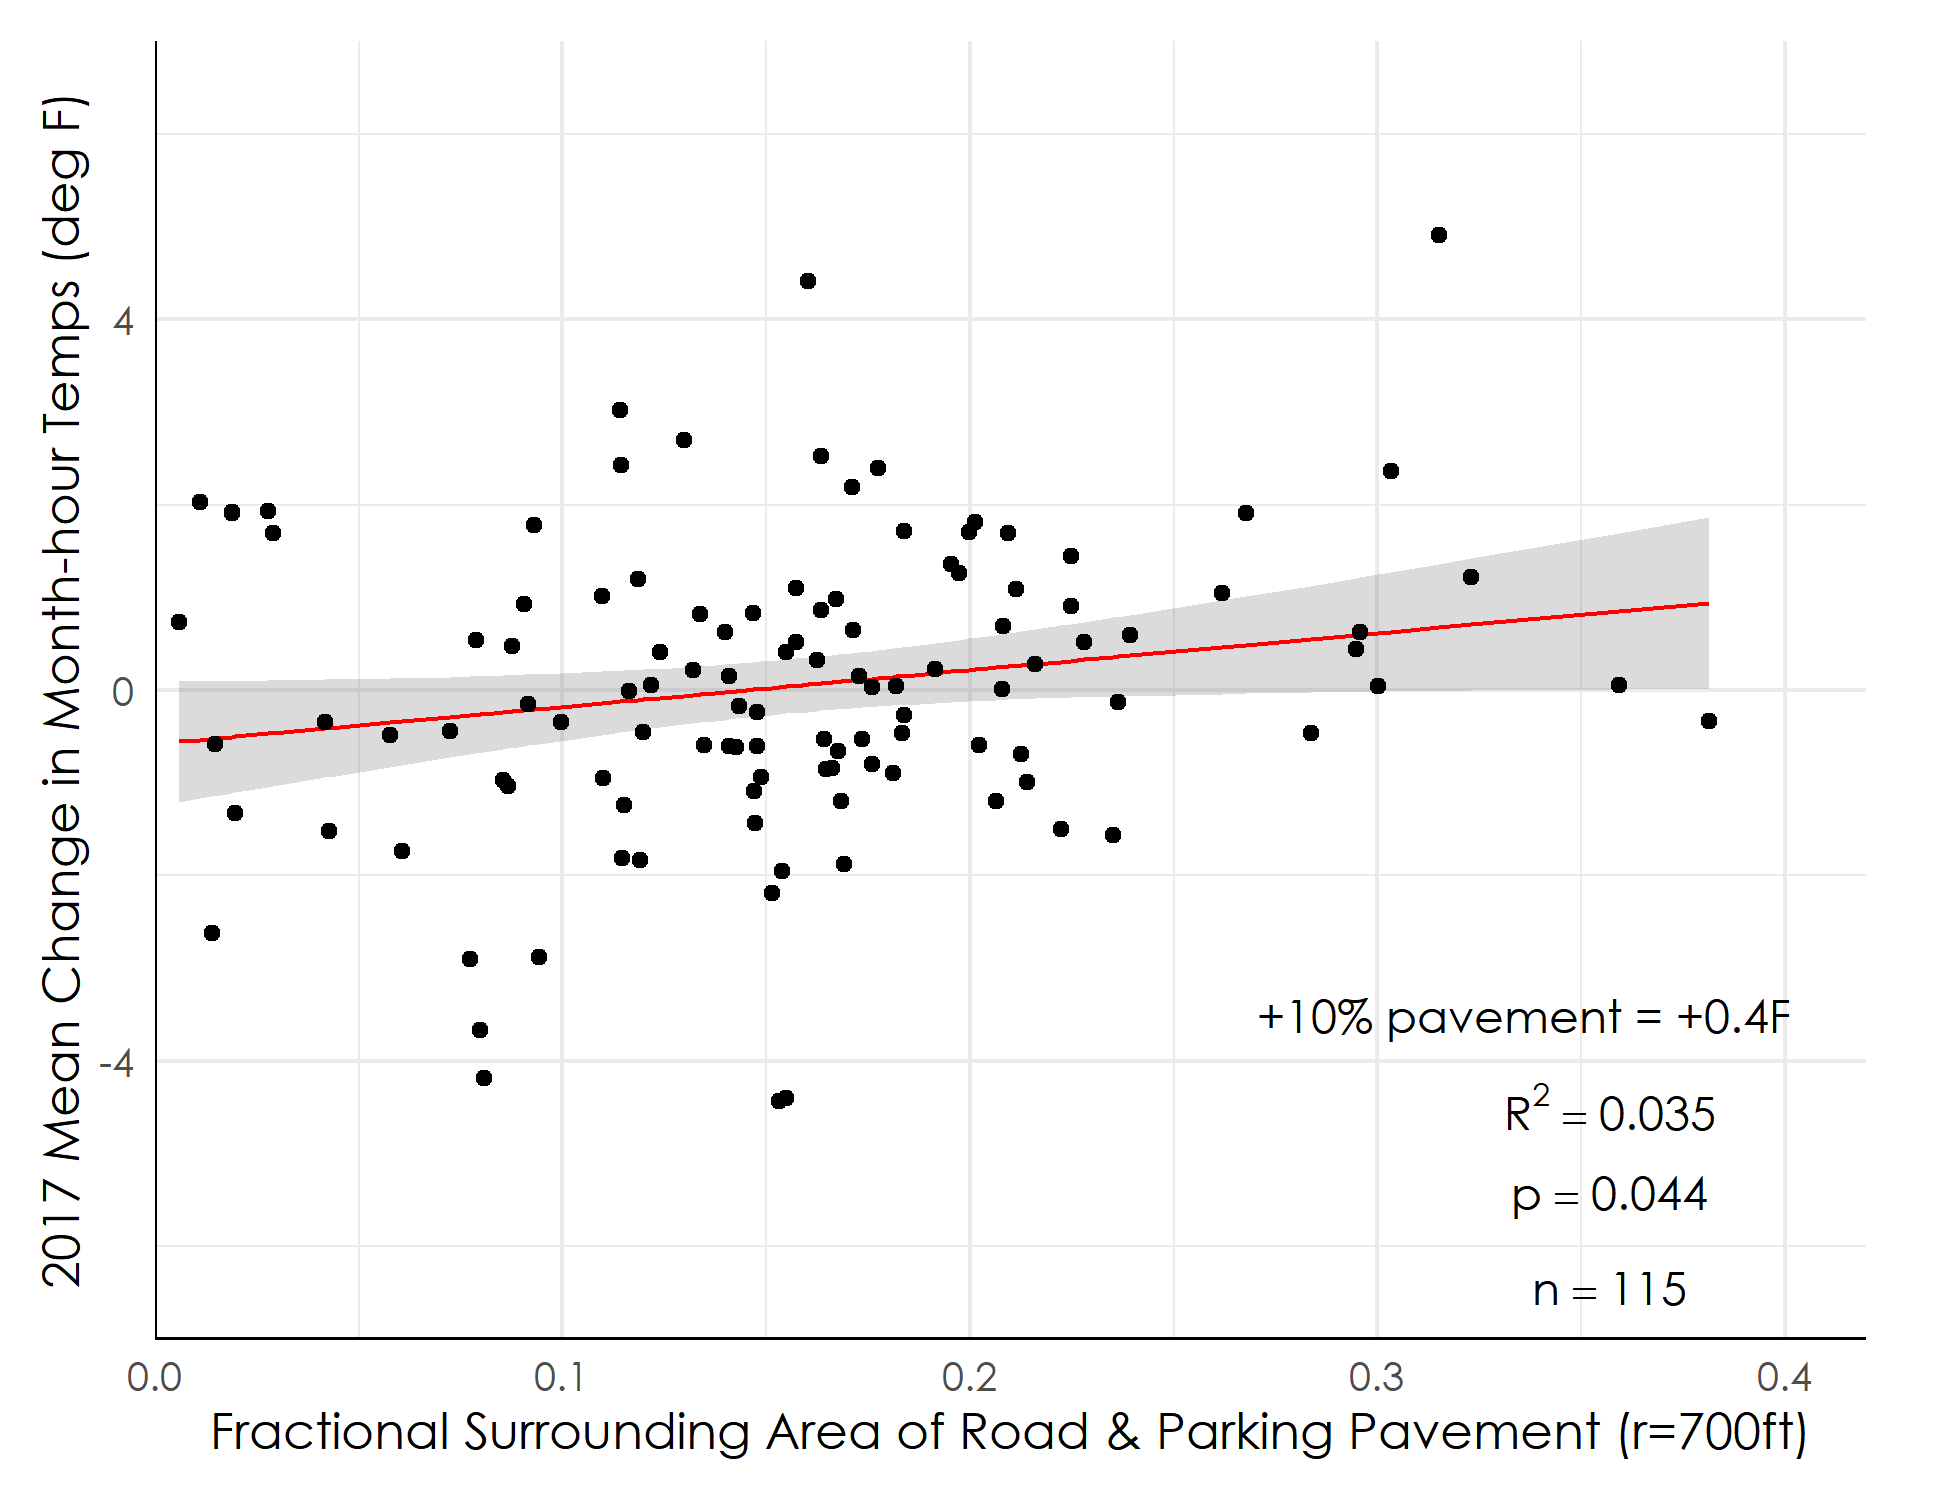 2017 Mean Change in Month-hour Temps (deg F)
4
0
-4
+10% pavement = +0.4F
R² = 0.035
p = 0.044
n = 115
0.0 0.1 0.2 0.3 0.4
Fractional Surrounding Area of Road & Parking Pavement (r=700ft)